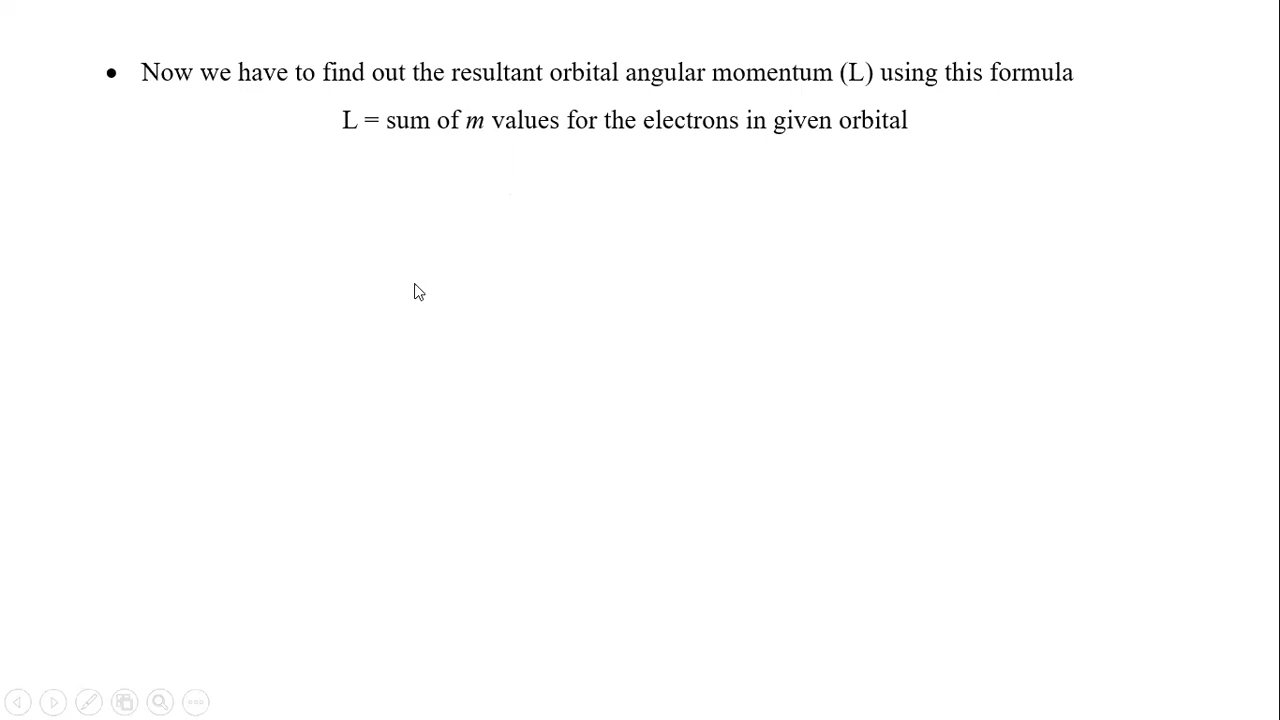 • Now we have to find out the resultant orbital angular momentum (L) using this formula
L = sum of m values for the electrons in given orbital